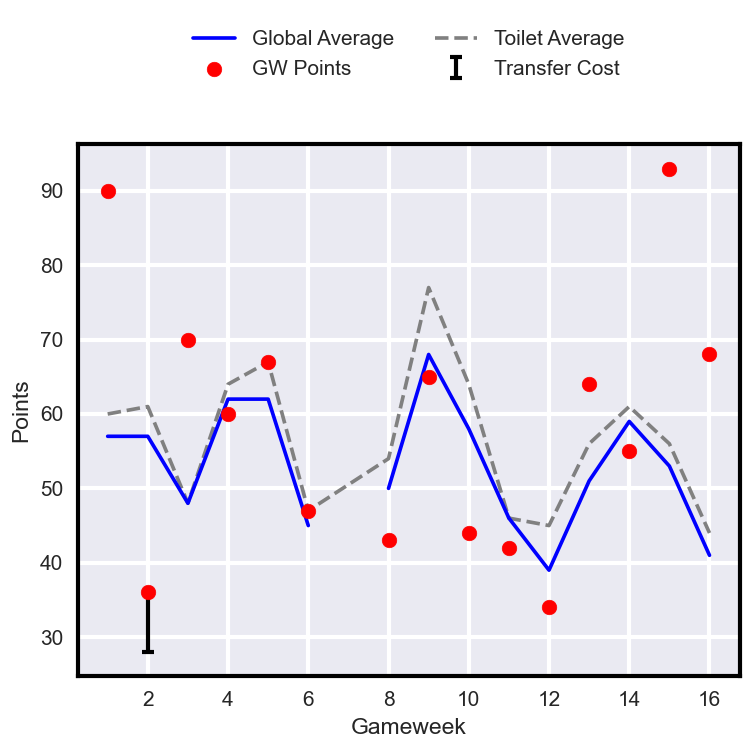 Global Average
Toilet Average
GW Points
Transfer Cost
90
80
70
60
50
40
30
Points
2 4 6 8 10 12 14 16
Gameweek